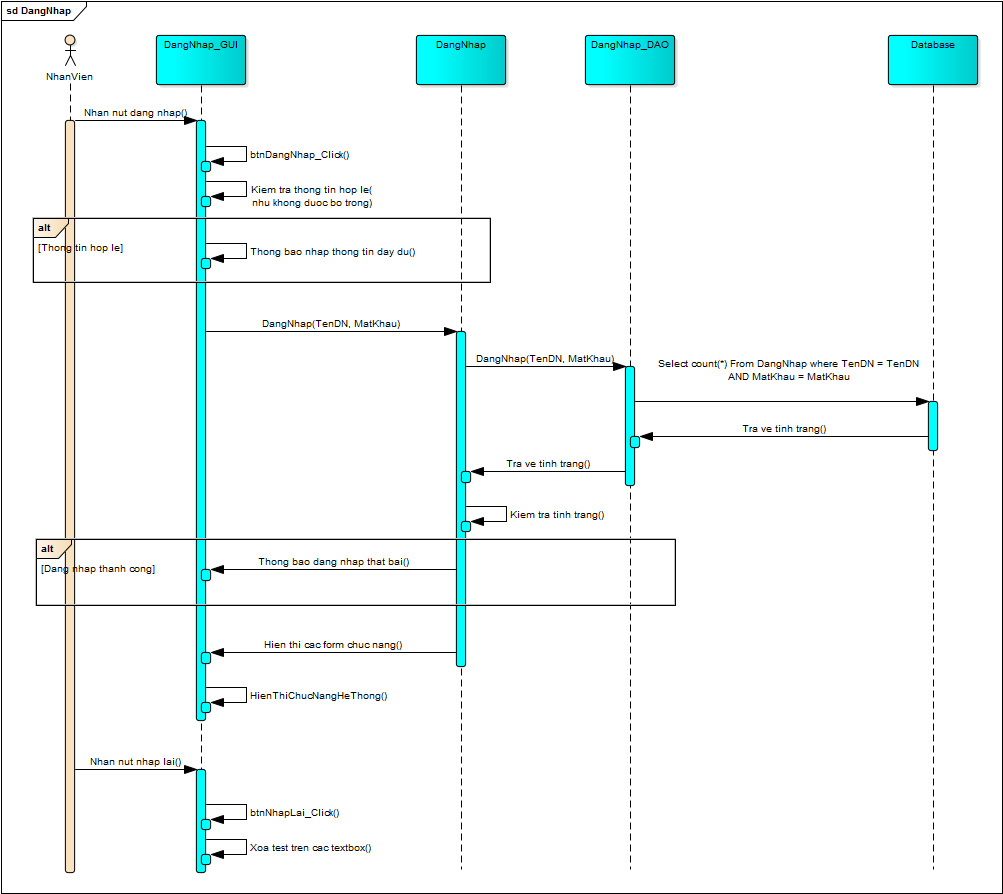 sd DangNhap
NhanVien
DangNhap_GUI
DangNhap
DangNhap_DAO
Database
Nhan nut dang nhap()
btnDangNhap_Click()
Kiem tra thong tin hop le(
nhu khong duoc bo trong)
alt
[Thong tin hop le]
Thong bao nhap thong tin day du()
DangNhap(TenDN, MatKhau)
DangNhap(TenDN, MatKhau)
Select count(*) From DangNhap where TenDN = TenDN
AND MatKhau = MatKhau
Tra ve tinh trang()
Tra ve tinh trang()
Kiem tra tinh trang()
alt
[Dang nhap thanh cong]
Thong bao dang nhap that bai()
Hien thi cac form chuc nang()
HienThiChucNangHeThong()
Nhan nut nhap lai()
btnNhapLai_Click()
Xoa test tren cac textbox()